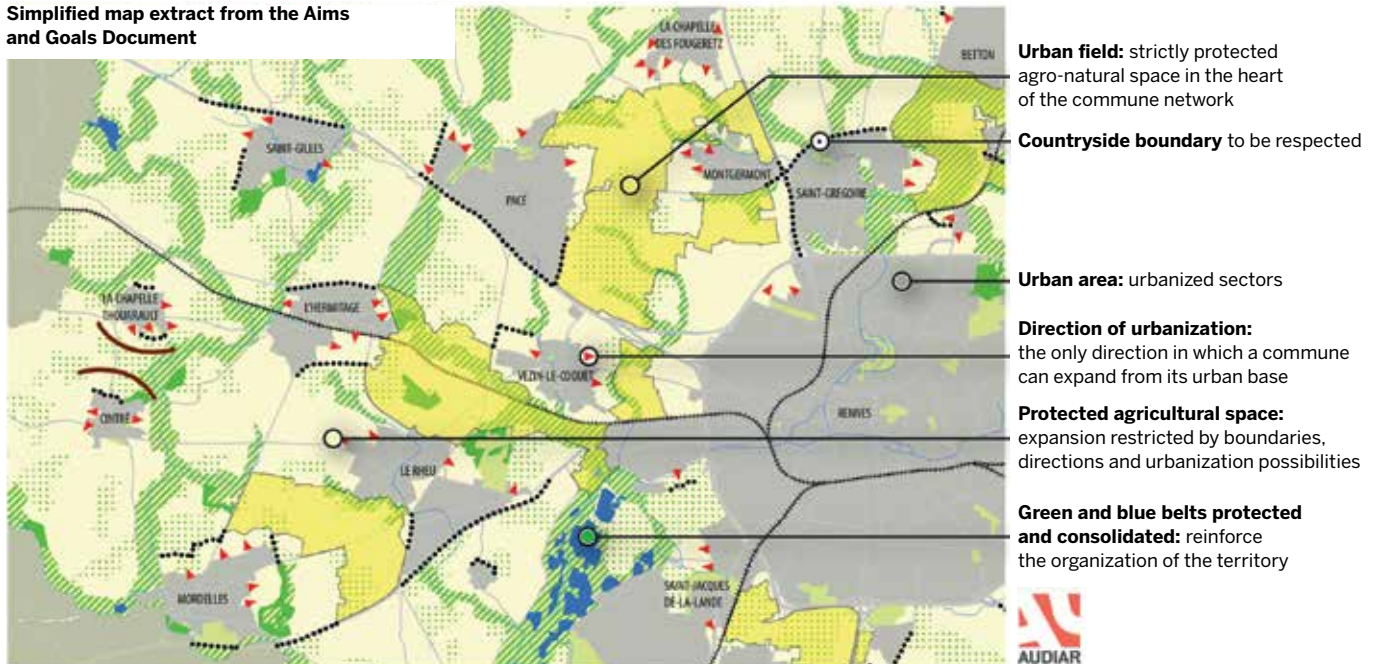 Simplified map extract from the Aims
and Goals Document
LA CHAPELLE
DES FOUGERETZ
BETTON
SAINT-GILLES
PACÉ
MONTGERMONT
SAINT-GRÉGOIRE
LA CHAPELLE
THOUARAULT
L'HERMITAGE
VEZIN-LE-COQUET
CINTRÉ
RENNES
LE RHEU
MORDELLES
SAINT-JACQUES
DE-LA-LANDE
Urban field: strictly protected
agro-natural space in the heart
of the commune network
Countryside boundary to be respected
Urban area: urbanized sectors
Direction of urbanization:
the only direction in which a commune
can expand from its urban base
Protected agricultural space:
expansion restricted by boundaries,
directions and urbanization possibilities
Green and blue belts protected
and consolidated: reinforce
the organization of the territory
AUDIAR